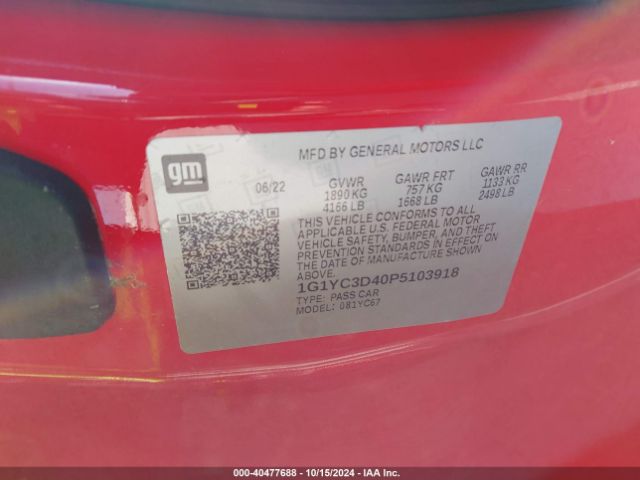 MFD BY GENERAL MOTORS LLC
gm
06/22 GVWR GAWR FRT GAWR RR
1890 KG 757 KG 1133 KG
4166 LB 1668 LB 2498 LB
THIS VEHICLE CONFORMS TO ALL
APPLICABLE U.S. FEDERAL MOTOR
VEHICLE SAFETY, BUMPER, AND THEFT
PREVENTION STANDARDS IN EFFECT ON
THE DATE OF MANUFACTURE SHOWN
ABOVE.
1G1YC3D40P5103918
TYPE: PASS CAR
MODEL: 081YC67
000-40477688 - 10/15/2024 - IAA Inc.